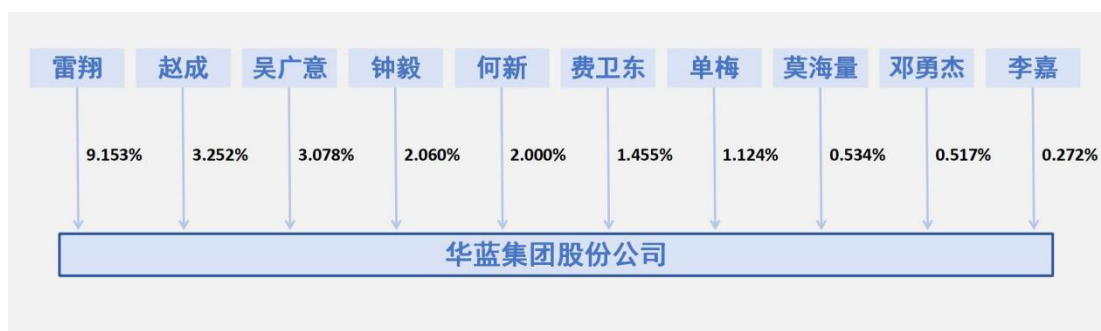 雷翔 赵成 吴广意 钟毅 何新 费卫东 单梅 莫海量 邓勇杰 李嘉
9.153% 3.252% 3.078% 2.060% 2.000% 1.455% 1.124% 0.534% 0.517% 0.272%
华蓝集团股份公司